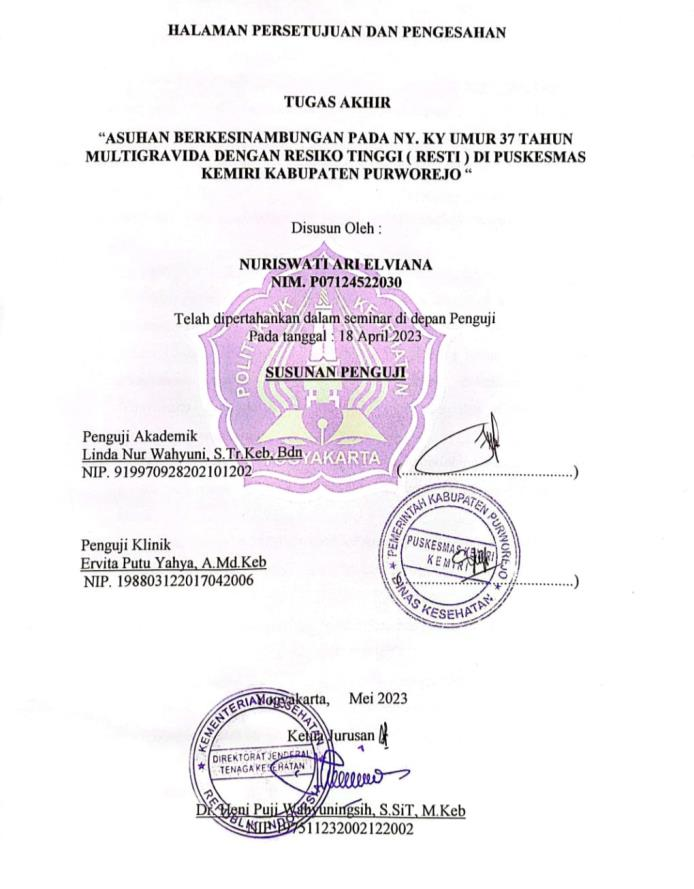 HALAMAN PERSETUJUAN DAN PENGESAHAN
TUGAS AKHIR
“ASUHAN BERKESINAMBUNGAN PADA NY. KY UMUR 37 TAHUN
MULTIGRAVIDA DENGAN RESIKO TINGGI ( RESTI ) DI PUSKESMAS
KEMIRI KABUPATEN PURWOREJO “
Disusun Oleh :
NURISWATI ARI ELVIANA
NIM. P07124522030
Telah dipertahankan dalam seminar di depan Penguji
Pada tanggal : 18 April 2023
SUSUNAN PENGUJI
POLITEKNIK KESEHATAN
YOGYAKARTA
Penguji Akademik
Linda Nur Wahyuni, S.Tr.Keb, Bdn
NIP. 919970928202101202 (............................................)
Penguji Klinik
Ervita Putu Yahya, A.Md.Keb
NIP. 198803122017042006 ............................................)
PEMERINTAH KABUPATEN PURWOREJO
PUSKESMAS KEMIRI
KEMIRI
DINAS KESEHATAN
Yogyakarta, Mei 2023
Ketua Jurusan
KEMENTERIAN KESEHATAN
DIREKTORAT JENDERAL
TENAGA KESEHATAN
REPUBLIK INDONESIA
Dr. Heni Puji Wahyuningsih, S.SiT, M.Keb
NIP. 197511232002122002